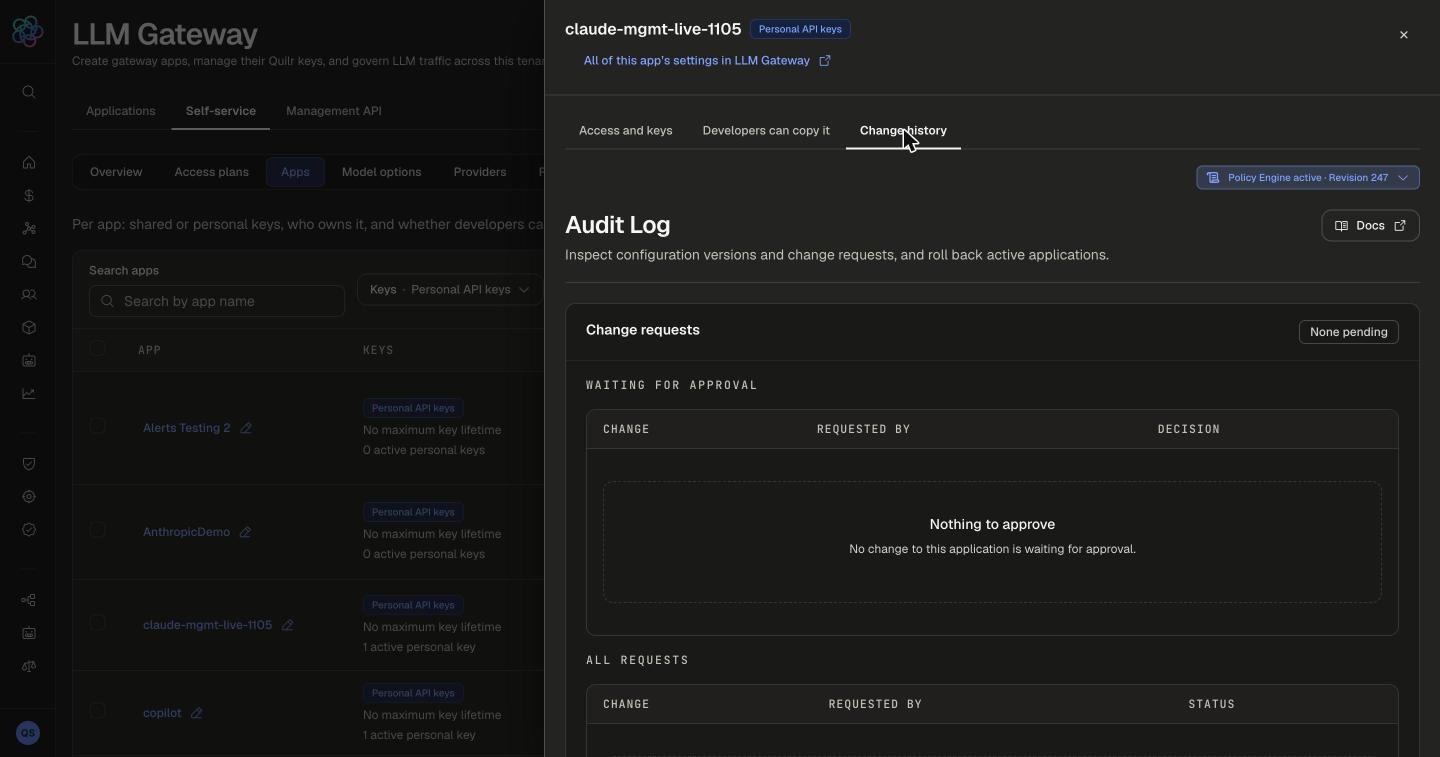 LLM Gateway
Create gateway apps, manage their Quilr keys, and govern LLM traffic across this tenan
Applications
Self-service
Management API
Overview
Access plans
Apps
Model options
Providers
Per app: shared or personal keys, who owns it, and whether developers ca
Search apps
Search by app name
Keys · Personal API keys
APP
KEYS
Alerts Testing 2
Personal API keys
No maximum key lifetime
0 active personal keys
AnthropicDemo
Personal API keys
No maximum key lifetime
0 active personal keys
claude-mgmt-live-1105
Personal API keys
No maximum key lifetime
1 active personal key
copilot
Personal API keys
No maximum key lifetime
1 active personal key
QS
claude-mgmt-live-1105
Personal API keys
All of this app's settings in LLM Gateway
Access and keys
Developers can copy it
Change history
Policy Engine active · Revision 247
Audit Log
Docs
Inspect configuration versions and change requests, and roll back active applications.
Change requests
None pending
WAITING FOR APPROVAL
CHANGE
REQUESTED BY
DECISION
Nothing to approve
No change to this application is waiting for approval.
ALL REQUESTS
CHANGE
REQUESTED BY
STATUS